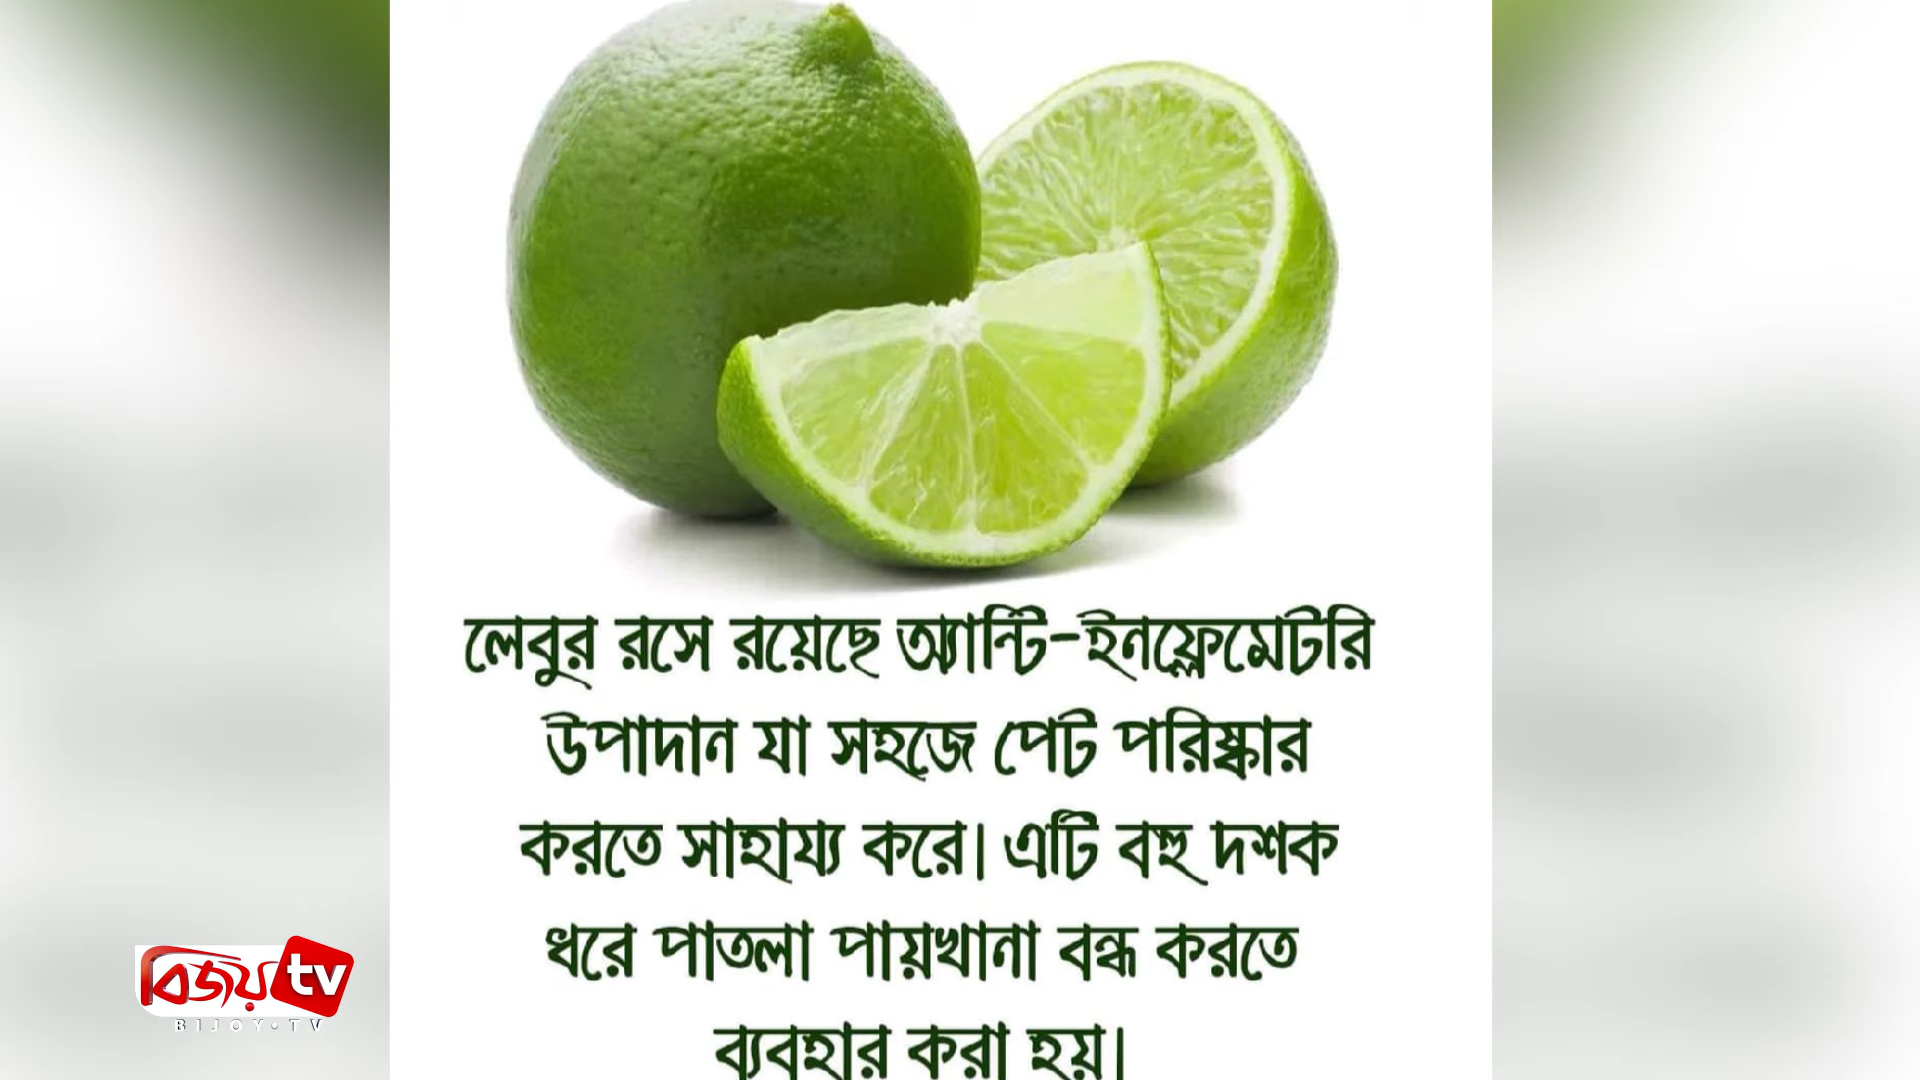 লেবুর রসে রয়েছে অ্যান্টি-ইনফ্লেমেটরি
উপাদান যা সহজে পেট পরিষ্কার
করতে সাহায্য করে। এটি বহু দশক
ধরে পাতলা পায়খানা বন্ধ করতে
ব্যবহার করা হয়।
বিজয় tv
BIJOY·TV